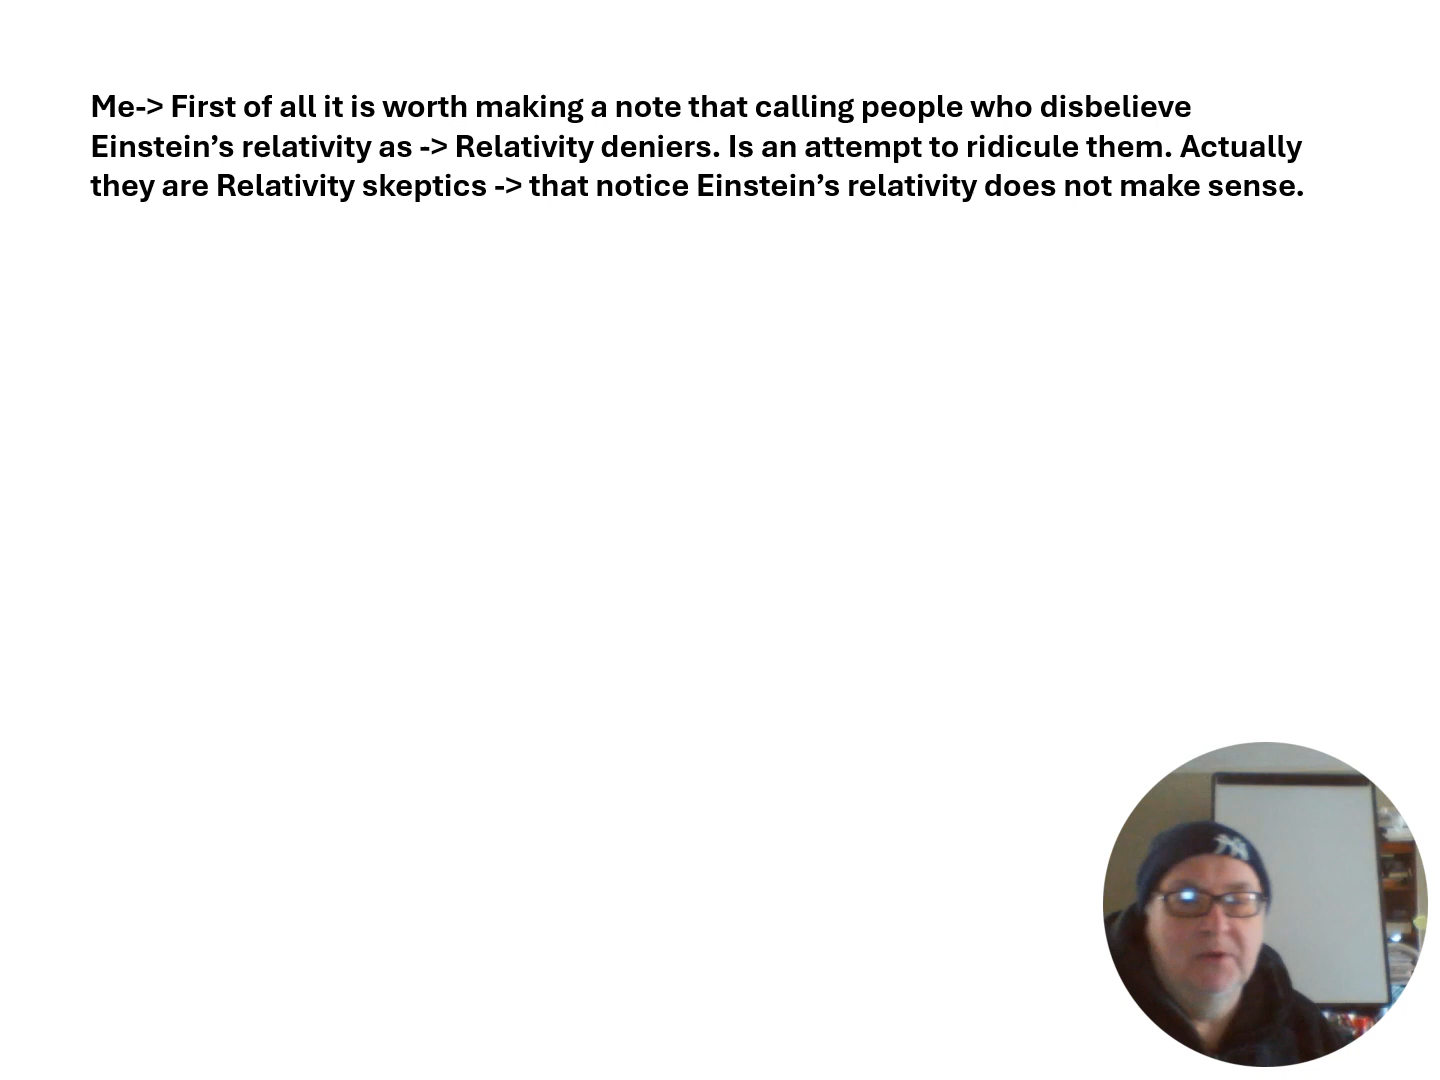 Me-> First of all it is worth making a note that calling people who disbelieve
Einstein’s relativity as -> Relativity deniers. Is an attempt to ridicule them. Actually
they are Relativity skeptics -> that notice Einstein’s relativity does not make sense.